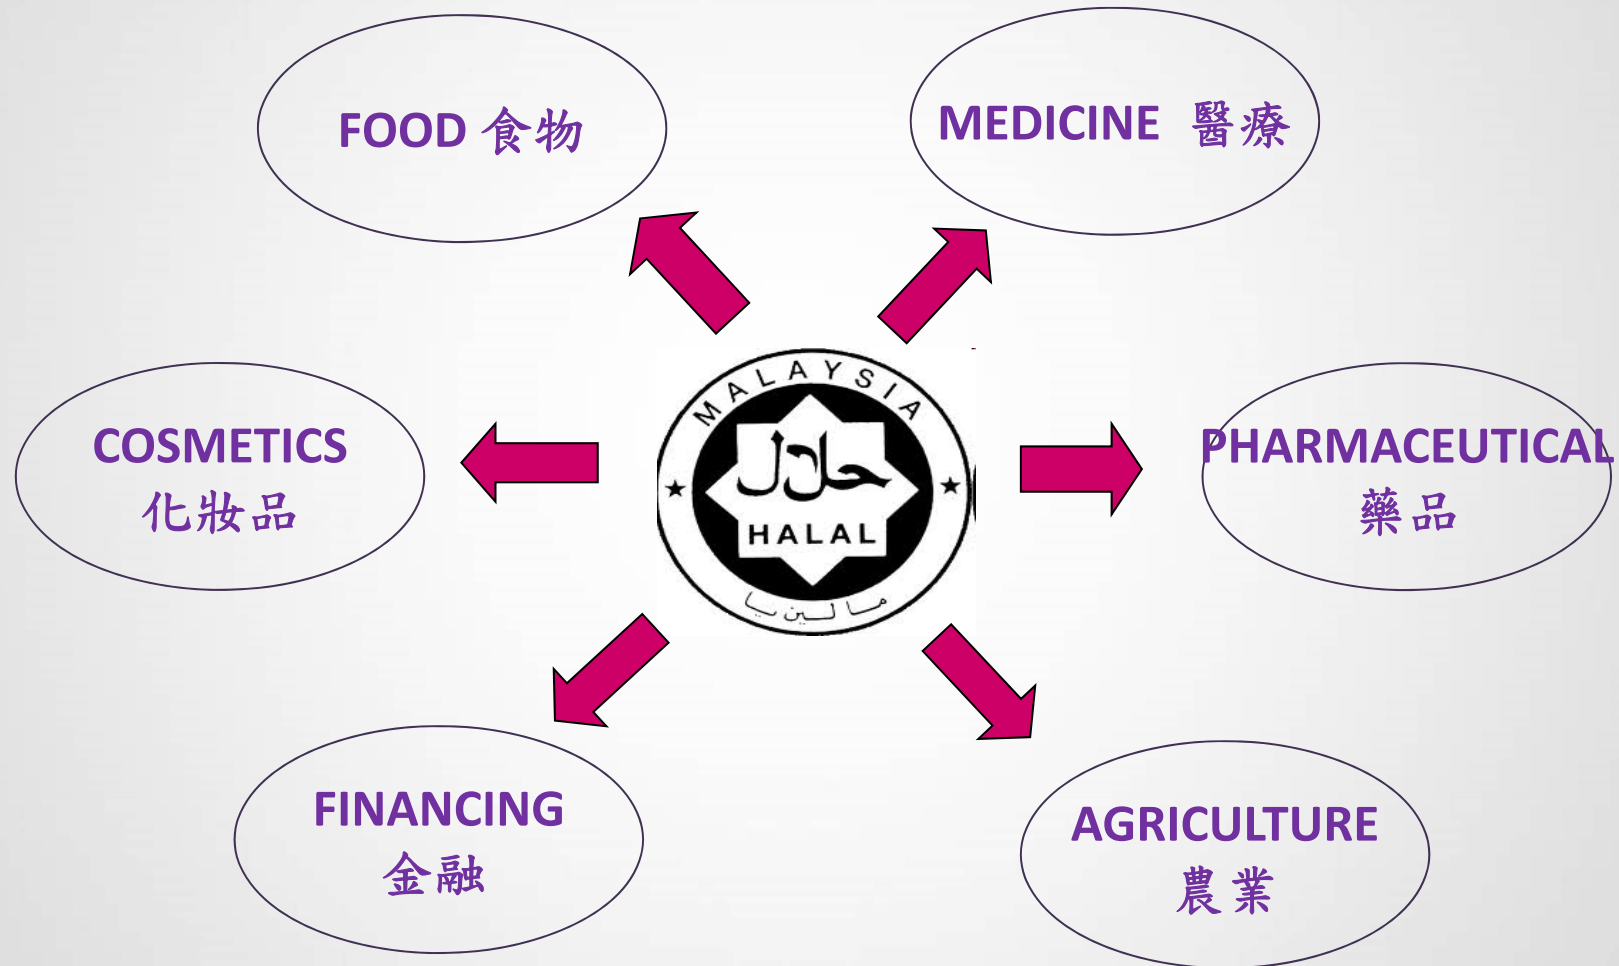 FOOD 食物
MEDICINE 醫療
COSMETICS
化妝品
MALAYSIA
حلال
HALAL
PHARMACEUTICAL
藥品
FINANCING
金融
AGRICULTURE
農業